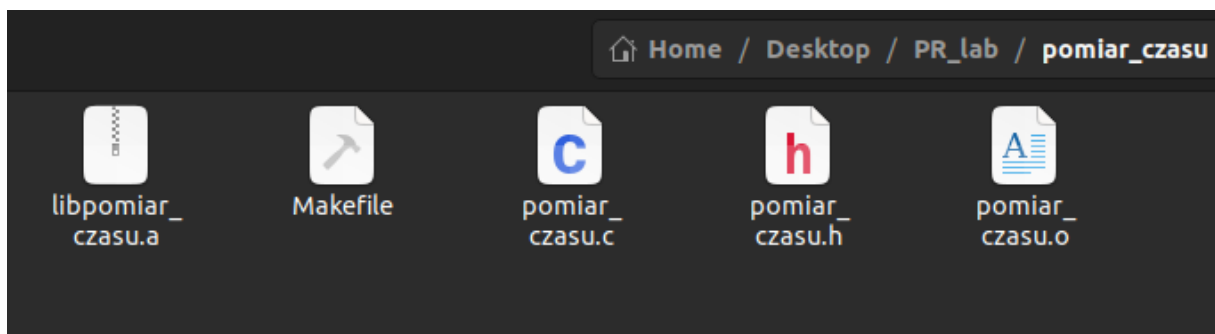 Home / Desktop / PR_lab / pomiar_czasu
C
h
A
libpomiar_
czasu.a
Makefile
pomiar_
czasu.c
pomiar_
czasu.h
pomiar_
czasu.o